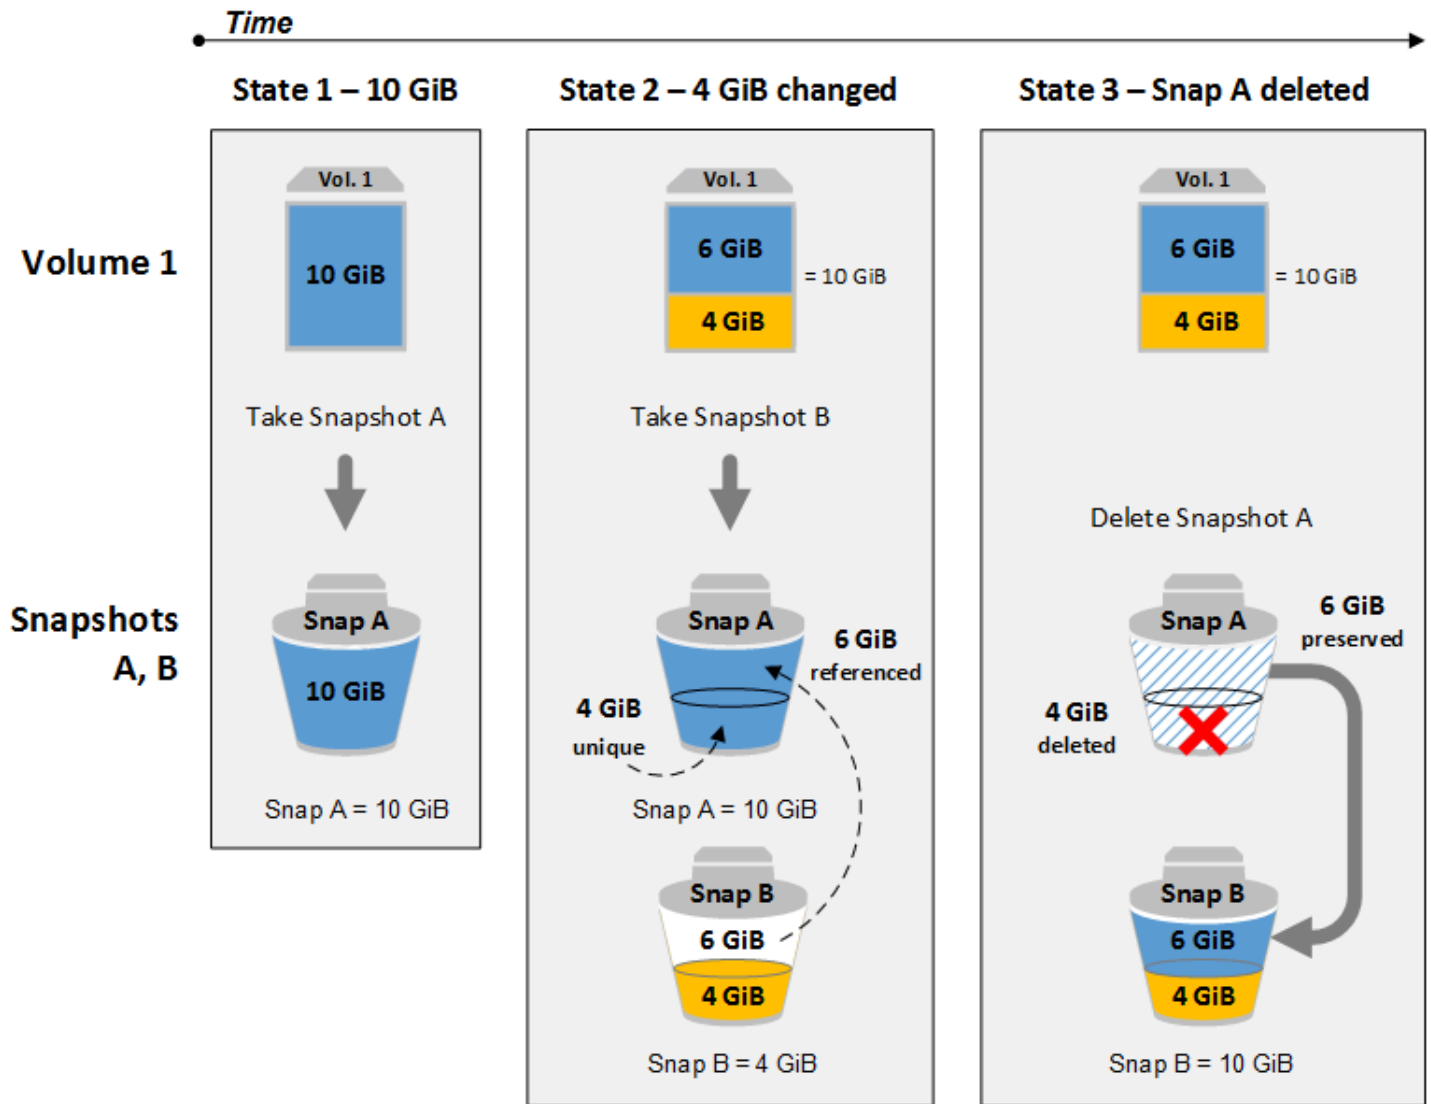 Time
State 1 – 10 GiB
State 2 – 4 GiB changed
State 3 – Snap A deleted
Volume 1
Vol. 1
10 GiB
Vol. 1
6 GiB
4 GiB
= 10 GiB
Vol. 1
6 GiB
4 GiB
= 10 GiB
Take Snapshot A
Take Snapshot B
Delete Snapshot A
Snapshots
A, B
Snap A
10 GiB
Snap A = 10 GiB
Snap A
6 GiB
referenced
4 GiB
unique
Snap A = 10 GiB
Snap B
6 GiB
4 GiB
Snap B = 4 GiB
Snap A
6 GiB
preserved
4 GiB
deleted
Snap B
6 GiB
4 GiB
Snap B = 10 GiB